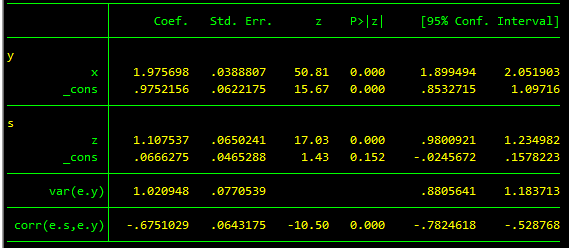 Coef. Std. Err. z P>|z| [95% Conf. Interval]
y
x 1.975698 .0388807 50.81 0.000 1.899494 2.051903
_cons .9752156 .0622175 15.67 0.000 .8532715 1.09716
s
z 1.107537 .0650241 17.03 0.000 .9800921 1.234982
_cons .0666275 .0465288 1.43 0.152 -.0245672 .1578223
var(e.y) 1.020948 .0770539 .8805641 1.183713
corr(e.s,e.y) -.6751029 .0643175 -10.50 0.000 -.7824618 -.528768